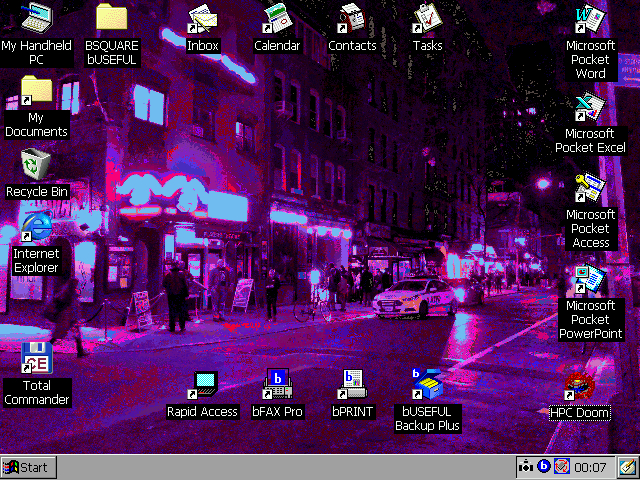 My Handheld
PC
BSQUARE
bUSEFUL
Inbox
Calendar
Contacts
Tasks
Microsoft
Pocket
Word
My
Documents
Microsoft
Pocket Excel
Recycle Bin
Microsoft
Pocket
Access
Internet
Explorer
Microsoft
Pocket
PowerPoint
CE
Total
Commander
Rapid Access
bFAX Pro
bPRINT
bUSEFUL
Backup Plus
HPC Doom
Start
b
00:07